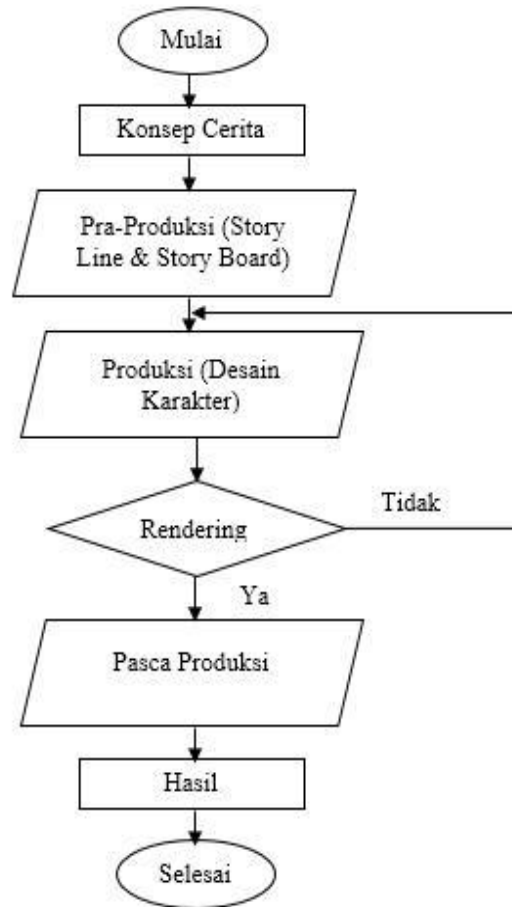 Mulai
Konsep Cerita
Pra-Produksi (Story
Line & Story Board)
Produksi (Desain
Karakter)
Tidak
Rendering
Ya
Pasca Produksi
Hasil
Selesai